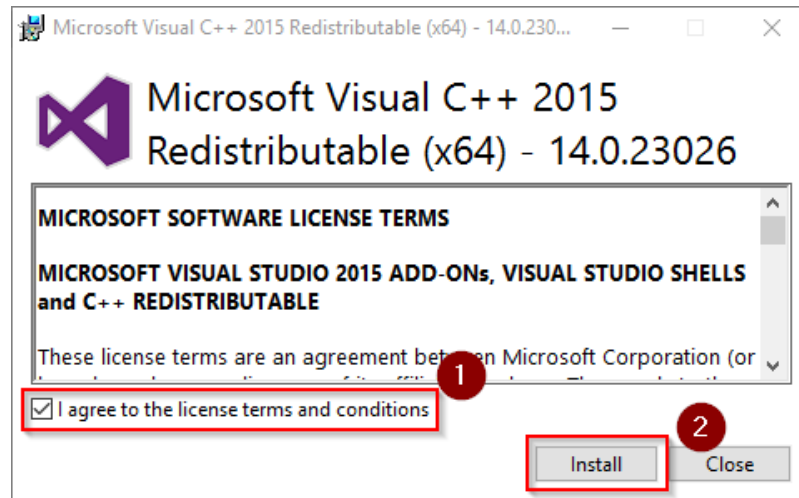 Microsoft Visual C++ 2015 Redistributable (x64) - 14.0.230...
Microsoft Visual C++ 2015
Redistributable (x64) - 14.0.23026
MICROSOFT SOFTWARE LICENSE TERMS
MICROSOFT VISUAL STUDIO 2015 ADD-ONs, VISUAL STUDIO SHELLS
and C++ REDISTRIBUTABLE
These license terms are an agreement between Microsoft Corporation (or
1
I agree to the license terms and conditions
2
Install
Close